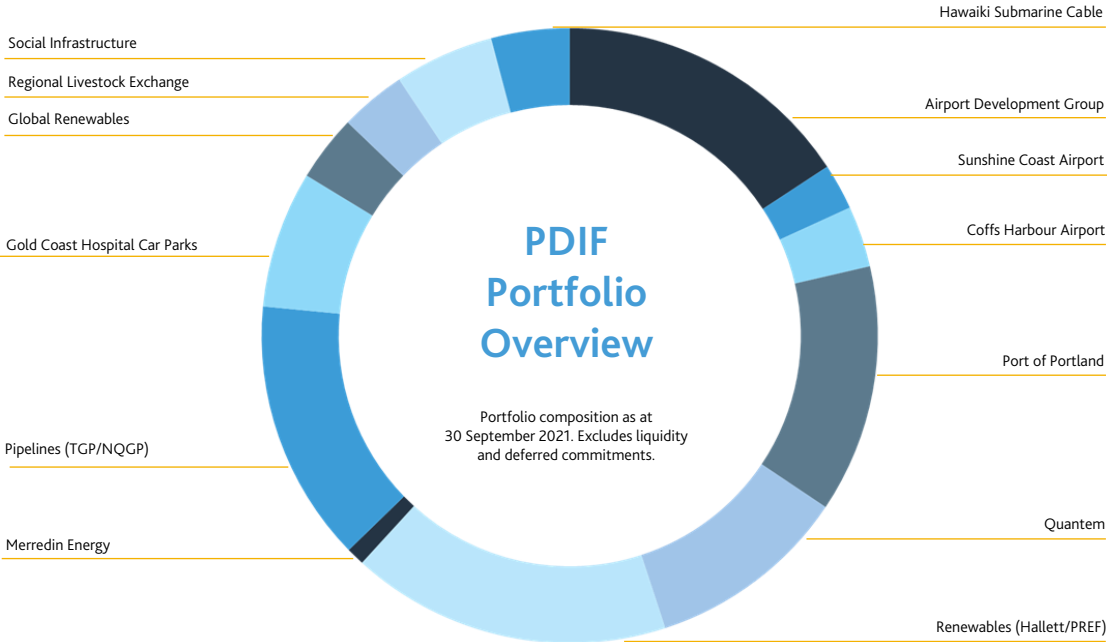 Hawaiki Submarine Cable
Social Infrastructure
Regional Livestock Exchange
Airport Development Group
Global Renewables
Sunshine Coast Airport
Coffs Harbour Airport
Gold Coast Hospital Car Parks
PDIF
Portfolio
Overview
Port of Portland
Portfolio composition as at
30 September 2021. Excludes liquidity
and deferred commitments.
Pipelines (TGP/NQGP)
Quantem
Merredin Energy
Renewables (Hallett/PREF)